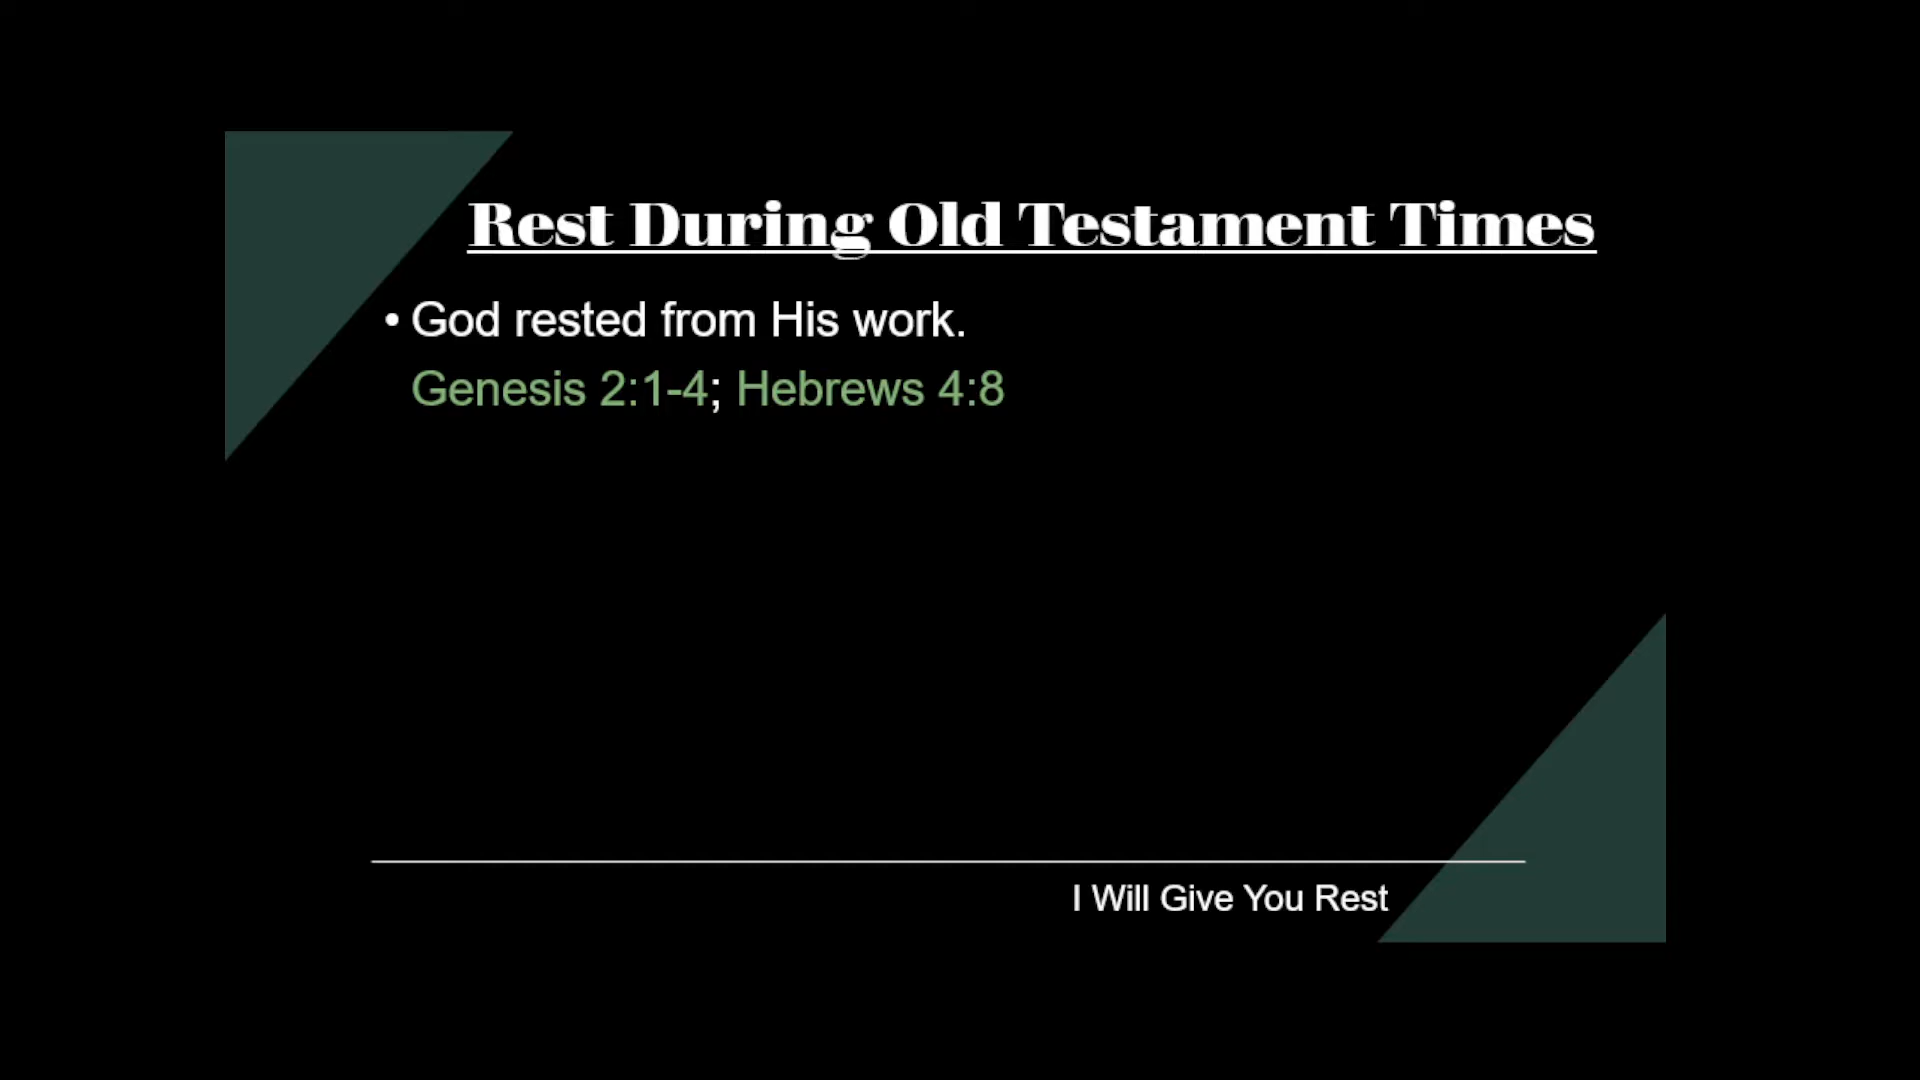 Rest During Old Testament Times
• God rested from His work.
Genesis 2:1-4; Hebrews 4:8
I Will Give You Rest